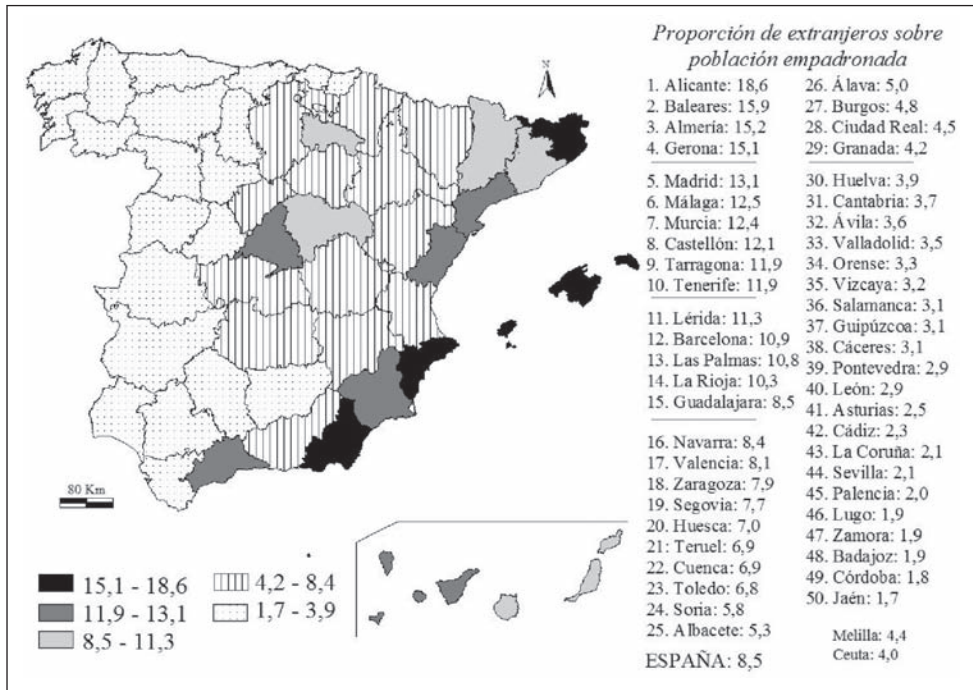 Proporción de extranjeros sobre
población empadronada
1. Alicante: 18,6
2. Baleares: 15,9
3. Almería: 15,2
4. Gerona: 15,1
5. Madrid: 13,1
6. Málaga: 12,5
7. Murcia: 12,4
8. Castellón: 12,1
9. Tarragona: 11,9
10. Tenerife: 11,9
11. Lérida: 11,3
12. Barcelona: 10,9
13. Las Palmas: 10,8
14. La Rioja: 10,3
15. Guadalajara: 8,5
16. Navarra: 8,4
17. Valencia: 8,1
18. Zaragoza: 7,9
19. Segovia: 7,7
20. Huesca: 7,0
21: Teruel: 6,9
22. Cuenca: 6,9
23. Toledo: 6,8
24. Soria: 5,8
25. Albacete: 5,3
ESPAÑA: 8,5
26. Álava: 5,0
27. Burgos: 4,8
28. Ciudad Real: 4,5
29: Granada: 4,2
30. Huelva: 3,9
31. Cantabria: 3,7
32. Ávila: 3,6
33. Valladolid: 3,5
34. Orense: 3,3
35. Vizcaya: 3,2
36. Salamanca: 3,1
37. Guipúzcoa: 3,1
38. Cáceres: 3,1
39. Pontevedra: 2,9
40. León: 2,9
41. Asturias: 2,5
42. Cádiz: 2,3
43. La Coruña: 2,1
44. Sevilla: 2,1
45. Palencia: 2,0
46. Lugo: 1,9
47. Zamora: 1,9
48. Badajoz: 1,9
49. Córdoba: 1,8
50. Jaén: 1,7
Melilla: 4,4
Ceuta: 4,0
N
80 Km
15,1 - 18,6
11,9 - 13,1
8,5 - 11,3
4,2 - 8,4
1,7 - 3,9